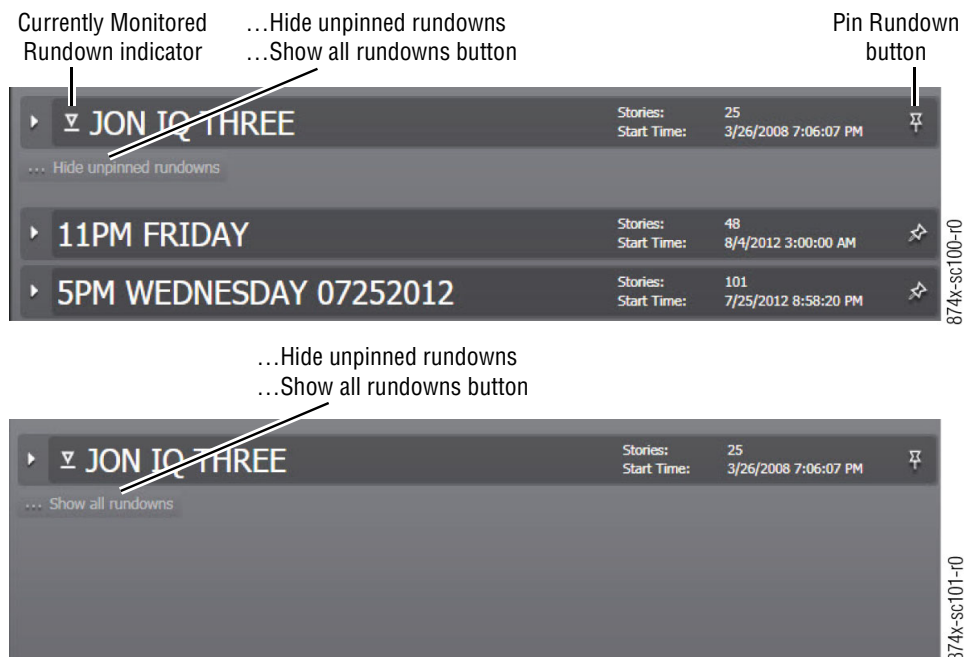 Currently Monitored
Rundown indicator
…Hide unpinned rundowns
…Show all rundowns button
Pin Rundown
button
JON IQ THREE
Stories: 25
Start Time: 3/26/2008 7:06:07 PM
... Hide unpinned rundowns
11PM FRIDAY
Stories: 48
Start Time: 8/4/2012 3:00:00 AM
5PM WEDNESDAY 07252012
Stories: 101
Start Time: 7/25/2012 8:58:20 PM
874x-sc100-r0
…Hide unpinned rundowns
…Show all rundowns button
JON IQ THREE
Stories: 25
Start Time: 3/26/2008 7:06:07 PM
... Show all rundowns
874x-sc101-r0